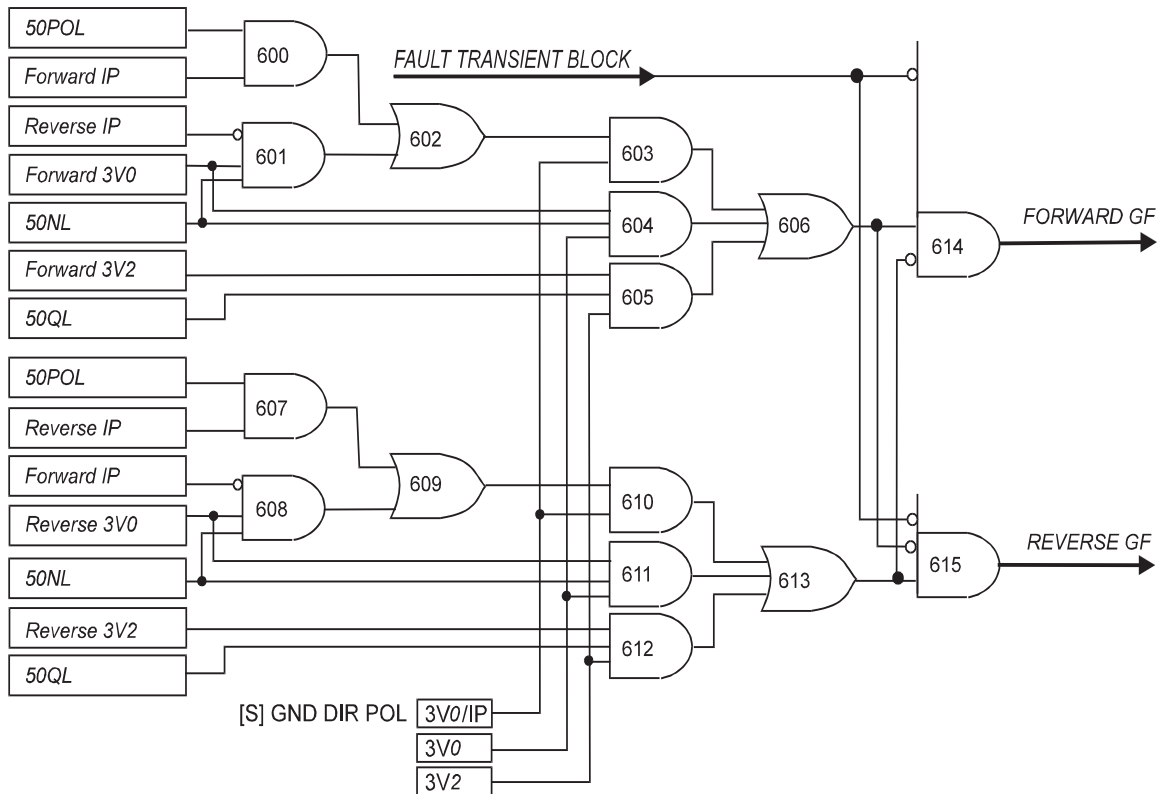 50POL
Forward IP
Reverse IP
Forward 3V0
50NL
Forward 3V2
50QL
600
601
602
FAULT TRANSIENT BLOCK
603
604
605
606
614
FORWARD GF
50POL
Reverse IP
Forward IP
Reverse 3V0
50NL
Reverse 3V2
50QL
607
608
609
610
611
612
613
615
REVERSE GF
[S] GND DIR POL
3V0/IP
3V0
3V2